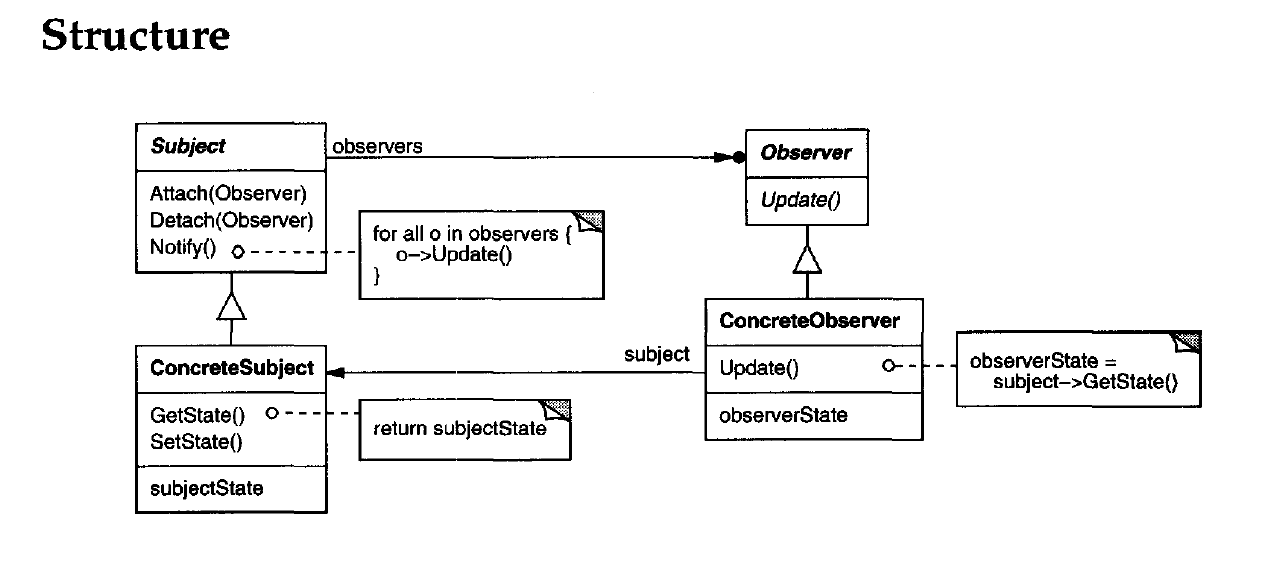 Structure
Subject
Attach(Observer)
Detach(Observer)
Notify()
observers
for all o in observers {
o->Update()
}
Observer
Update()
ConcreteSubject
GetState()
SetState()
subjectState
return subjectState
subject
ConcreteObserver
Update()
observerState
observerState =
subject->GetState()